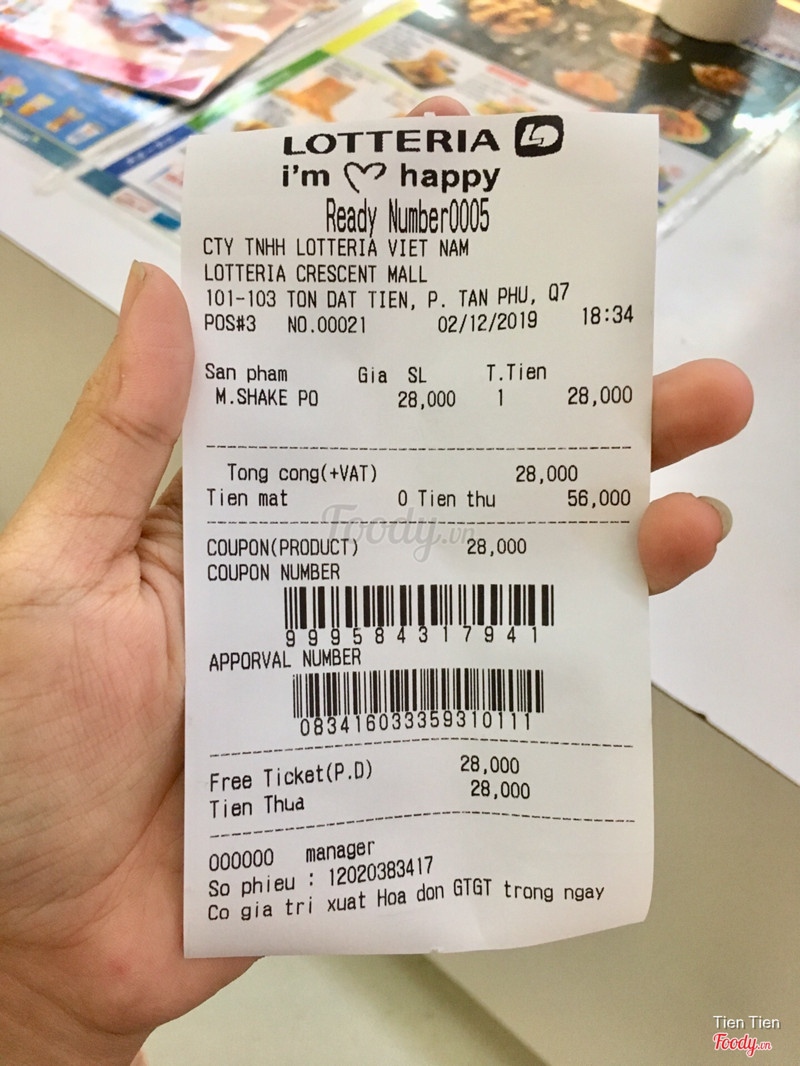 LOTTERIA
i'm happy
Ready Number0005
CTY TNHH LOTTERIA VIET NAM
LOTTERIA CRESCENT MALL
101-103 TON DAT TIEN, P. TAN PHU, Q7
POS#3 NO.00021 02/12/2019 18:34
San pham Gia SL T.Tien
M.SHAKE PO 28,000 1 28,000
Tong cong(+VAT) 28,000
Tien mat 0 Tien thu 56,000
Foody.vn
COUPON(PRODUCT) 28,000
COUPON NUMBER
999584317941
APPORVAL NUMBER
083416033359310111
Free Ticket(P.D) 28,000
Tien Thua 28,000
000000 manager
So phieu : 12020383417
Co gia tri xuat Hoa don GTGT trong ngay
Tien Tien
Foody.vn